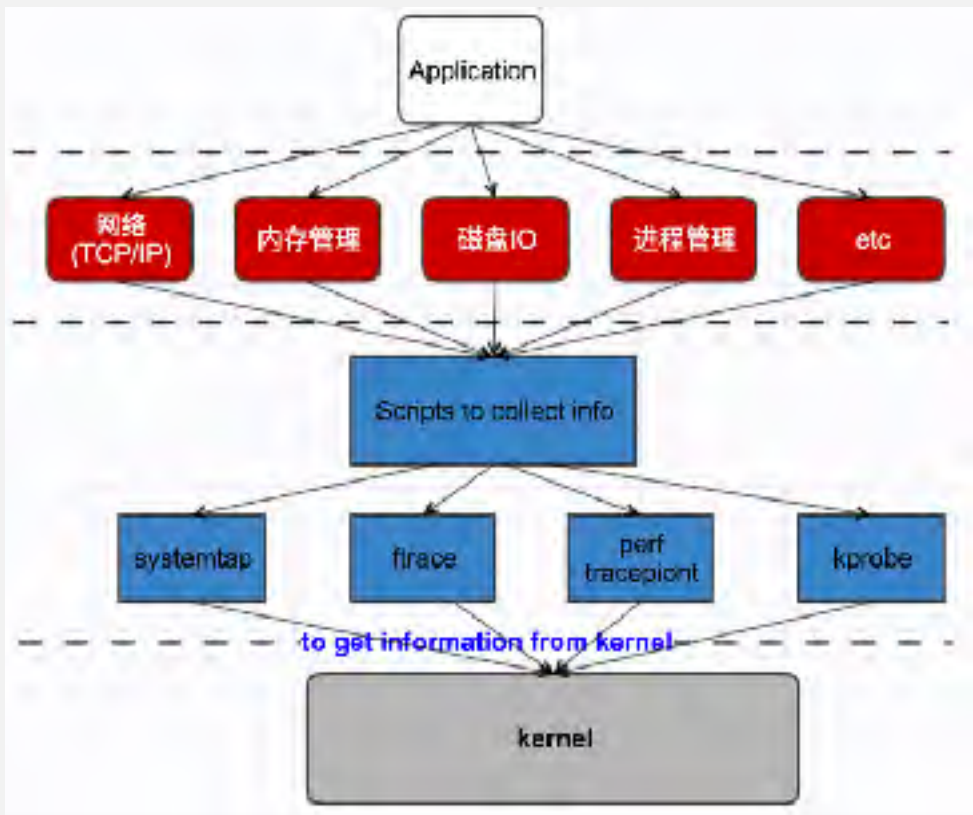 Application
网络
(TCP/IP)
内存管理
磁盘IO
进程管理
etc
Scripts to collect info
systemtap
ftrace
perf
tracepiont
kprobe
to get information from kernel
kernel